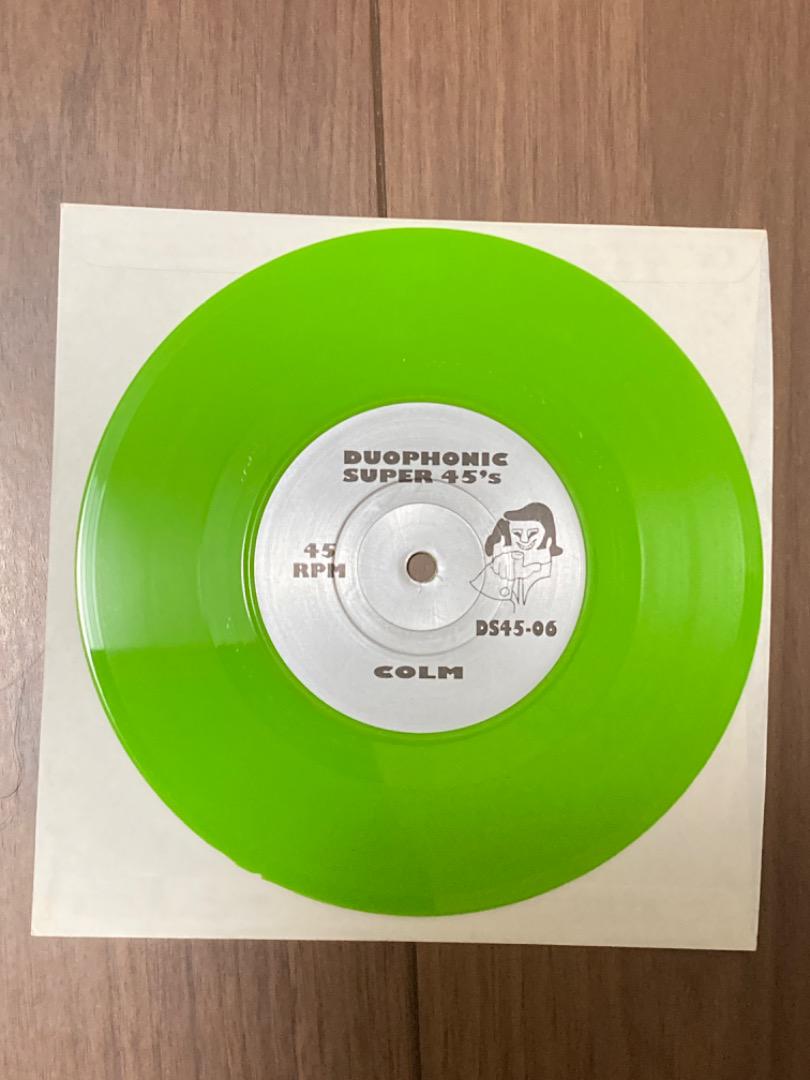 DUOPHONIC
SUPER 45's
45
RPM
DS45-06
COLM